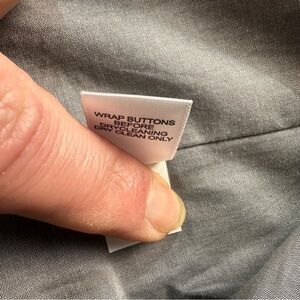 WRAP BUTTONS
BEFORE
DRYCLEANING
DRY CLEAN ONLY